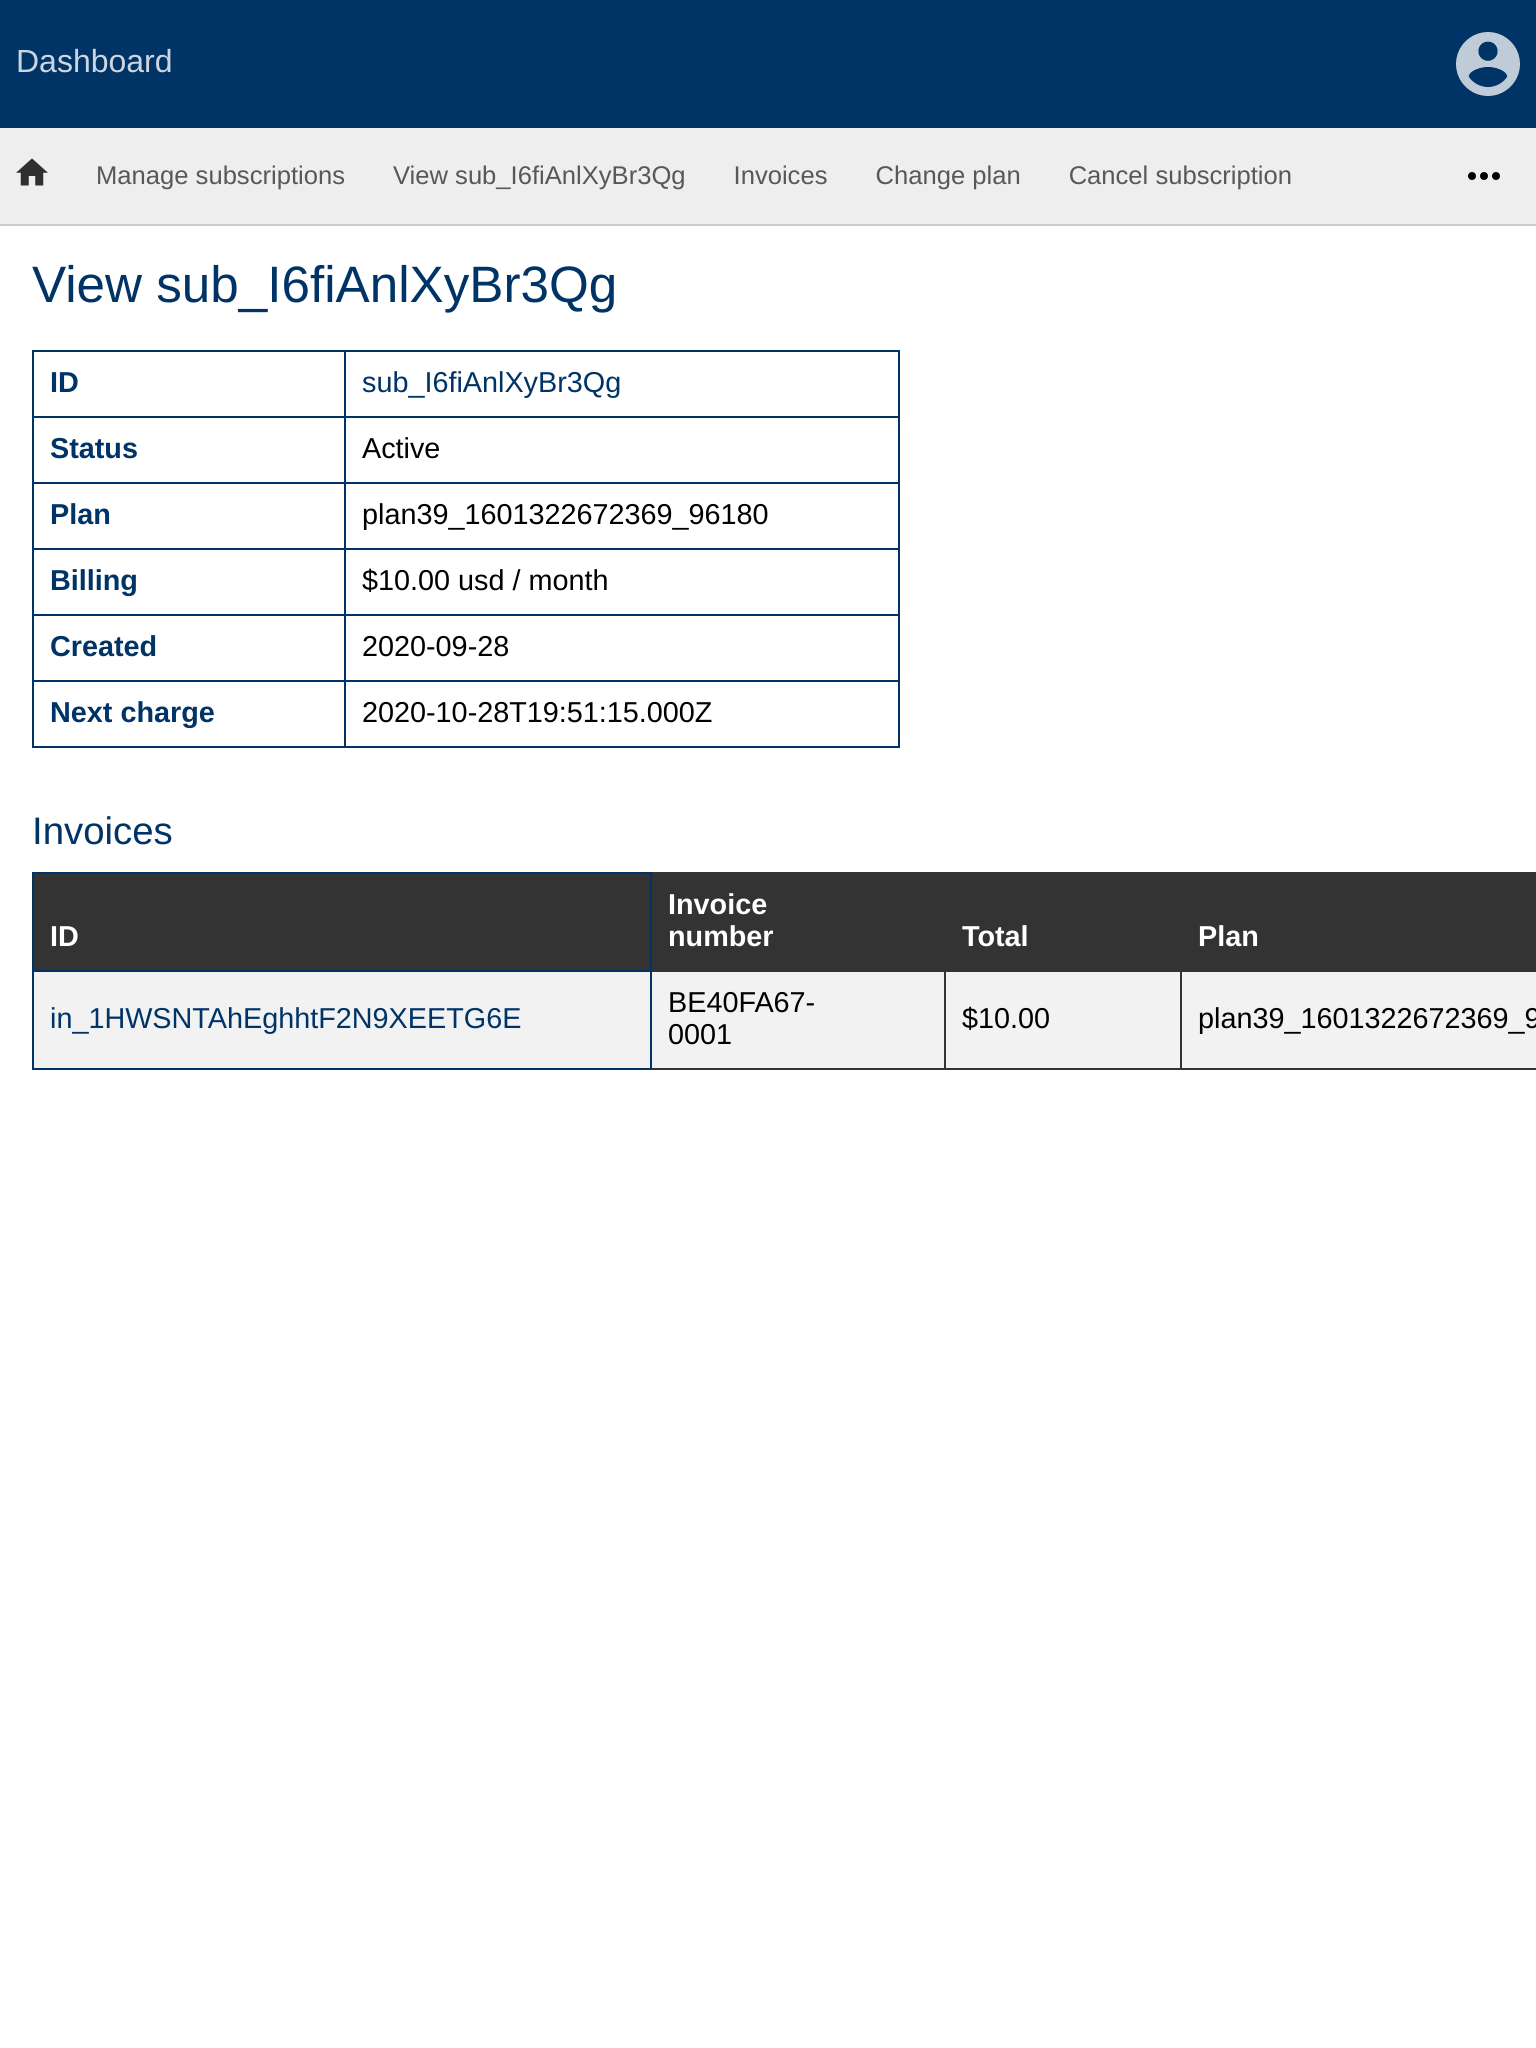 Dashboard
Manage subscriptions View sub_I6fiAnlXyBr3Qg Invoices Change plan Cancel subscription
View sub_I6fiAnlXyBr3Qg
ID sub_I6fiAnlXyBr3Qg
Status Active
Plan plan39_1601322672369_96180
Billing $10.00 usd / month
Created 2020-09-28
Next charge 2020-10-28T19:51:15.000Z
Invoices
ID Invoice number Total Plan
in_1HWSNTAhEghhtF2N9XEETG6E BE40FA67-0001 $10.00 plan39_1601322672369_9